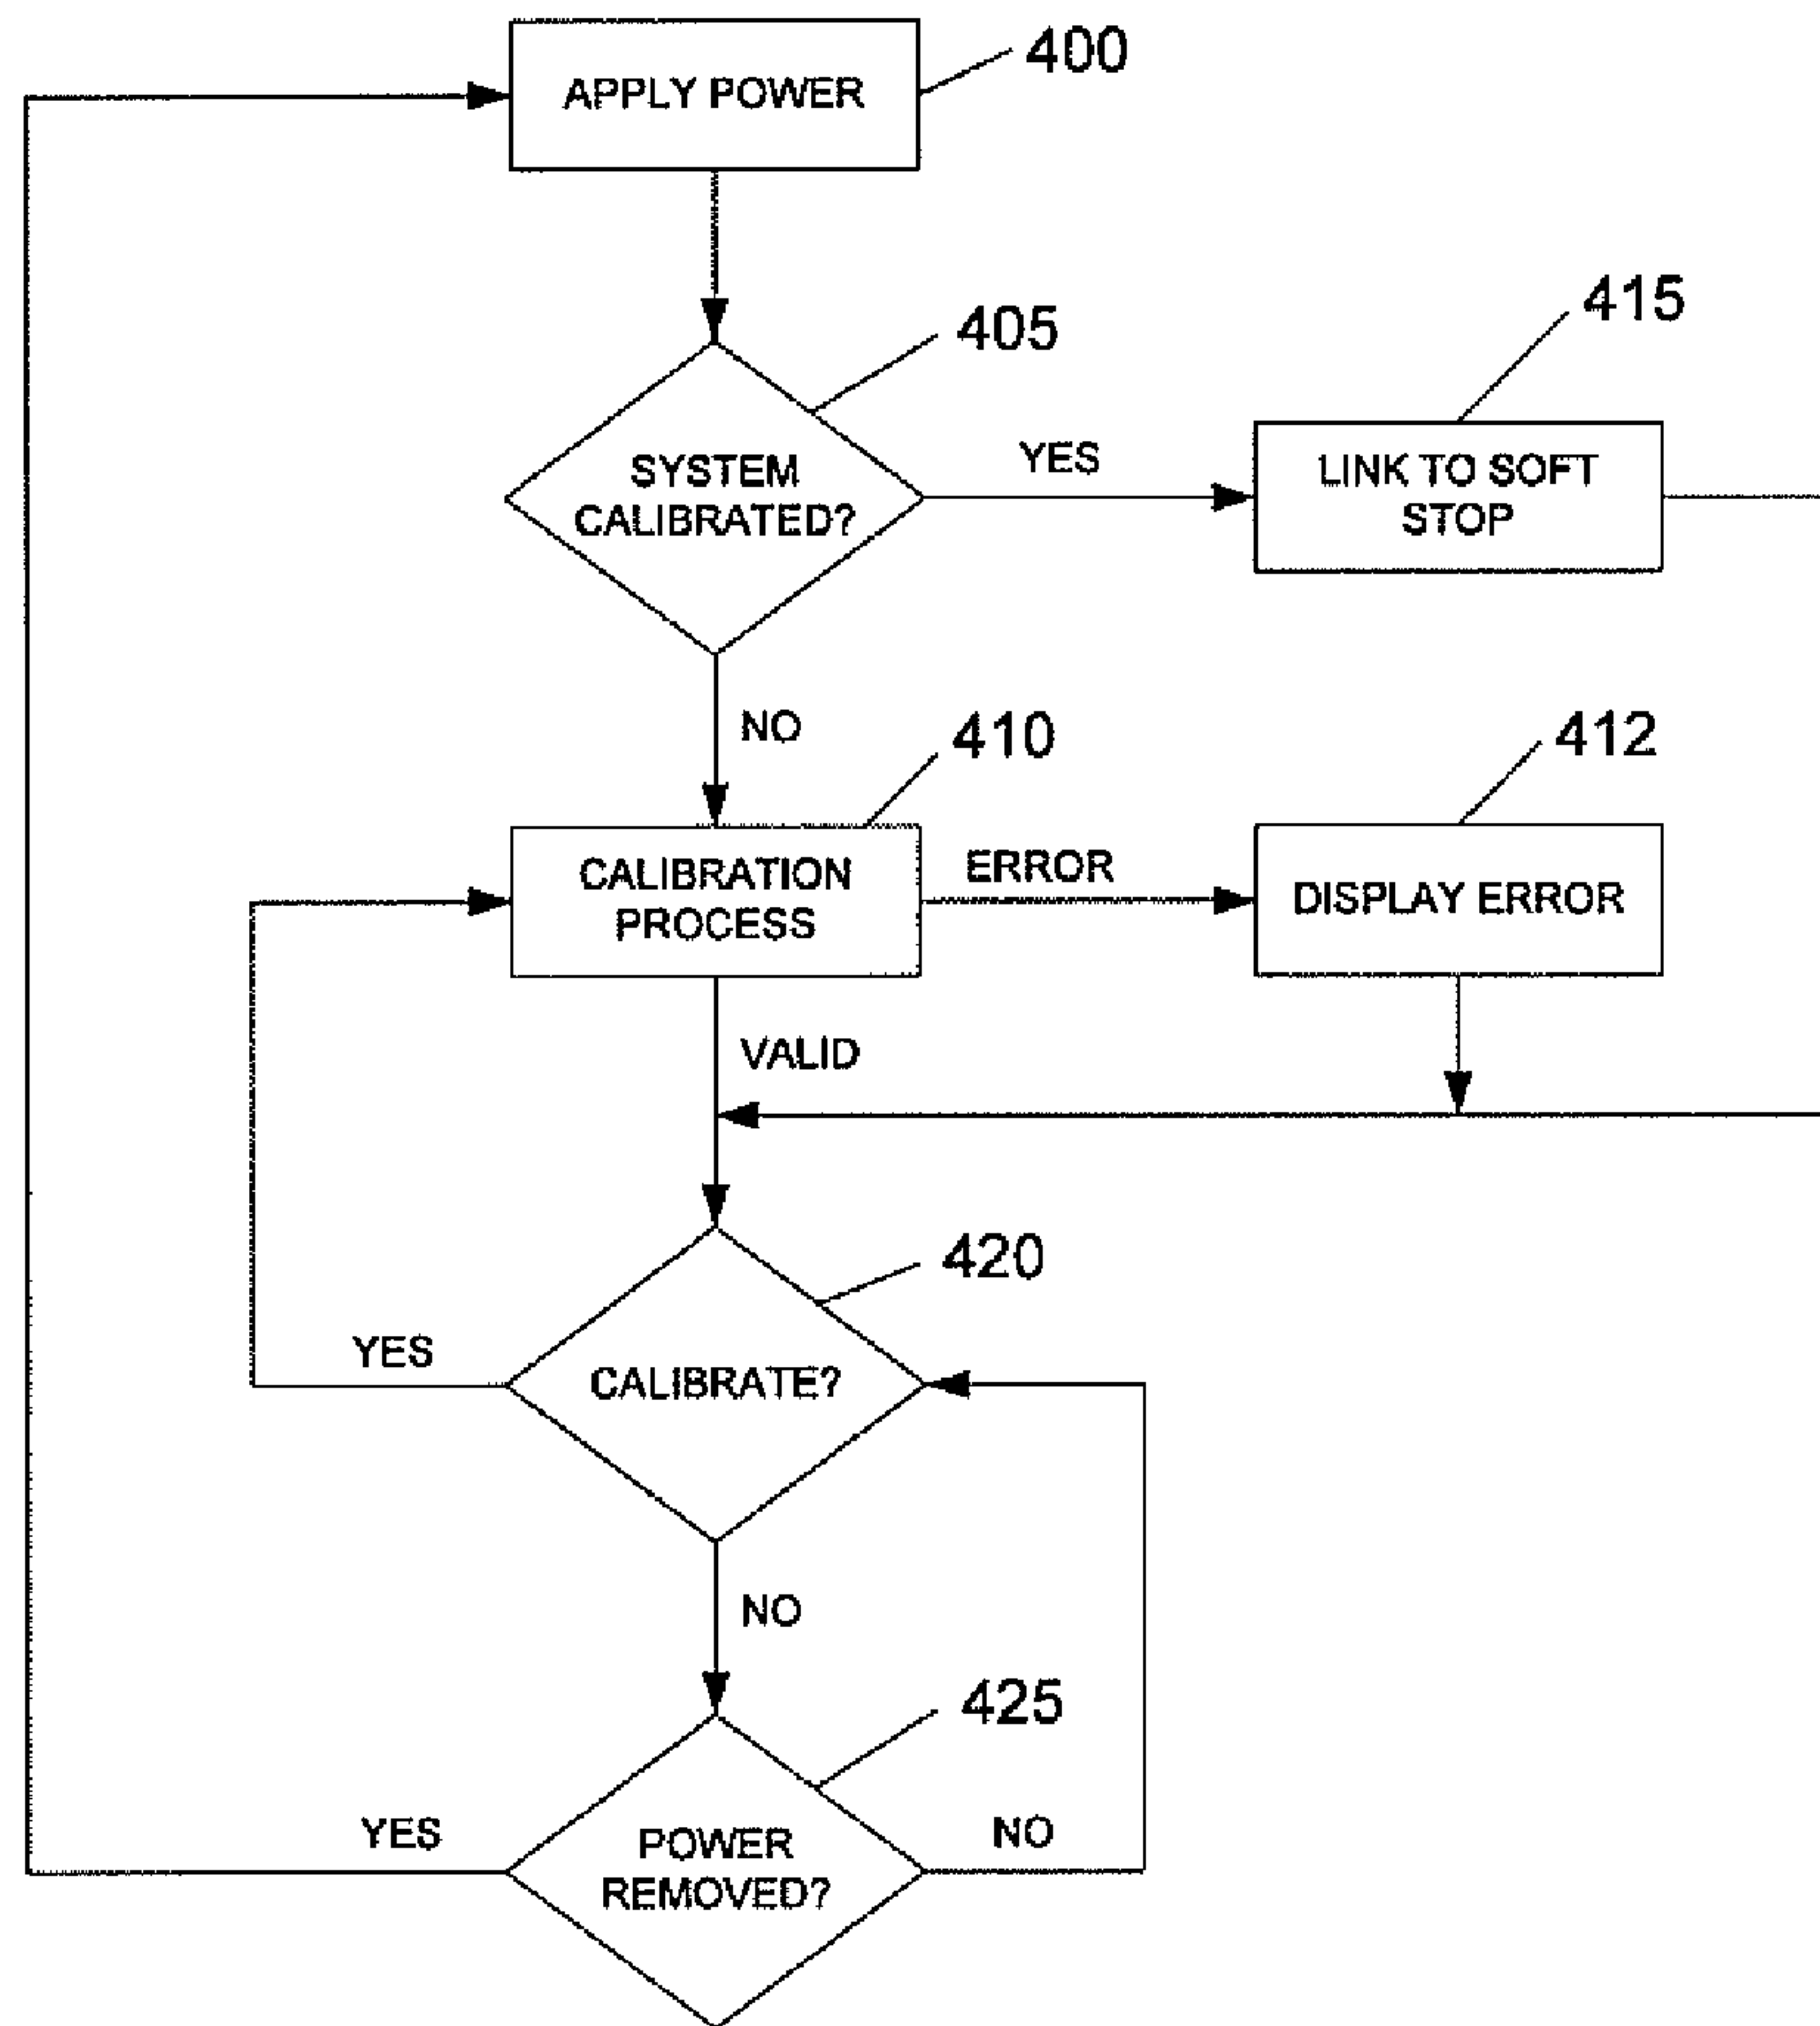 400
APPLY POWER
405
415
SYSTEM
CALIBRATED?
YES
LINK TO SOFT
STOP
NO
410
412
CALIBRATION
PROCESS
ERROR
DISPLAY ERROR
VALID
420
YES
CALIBRATE?
NO
425
YES
POWER
REMOVED?
NO